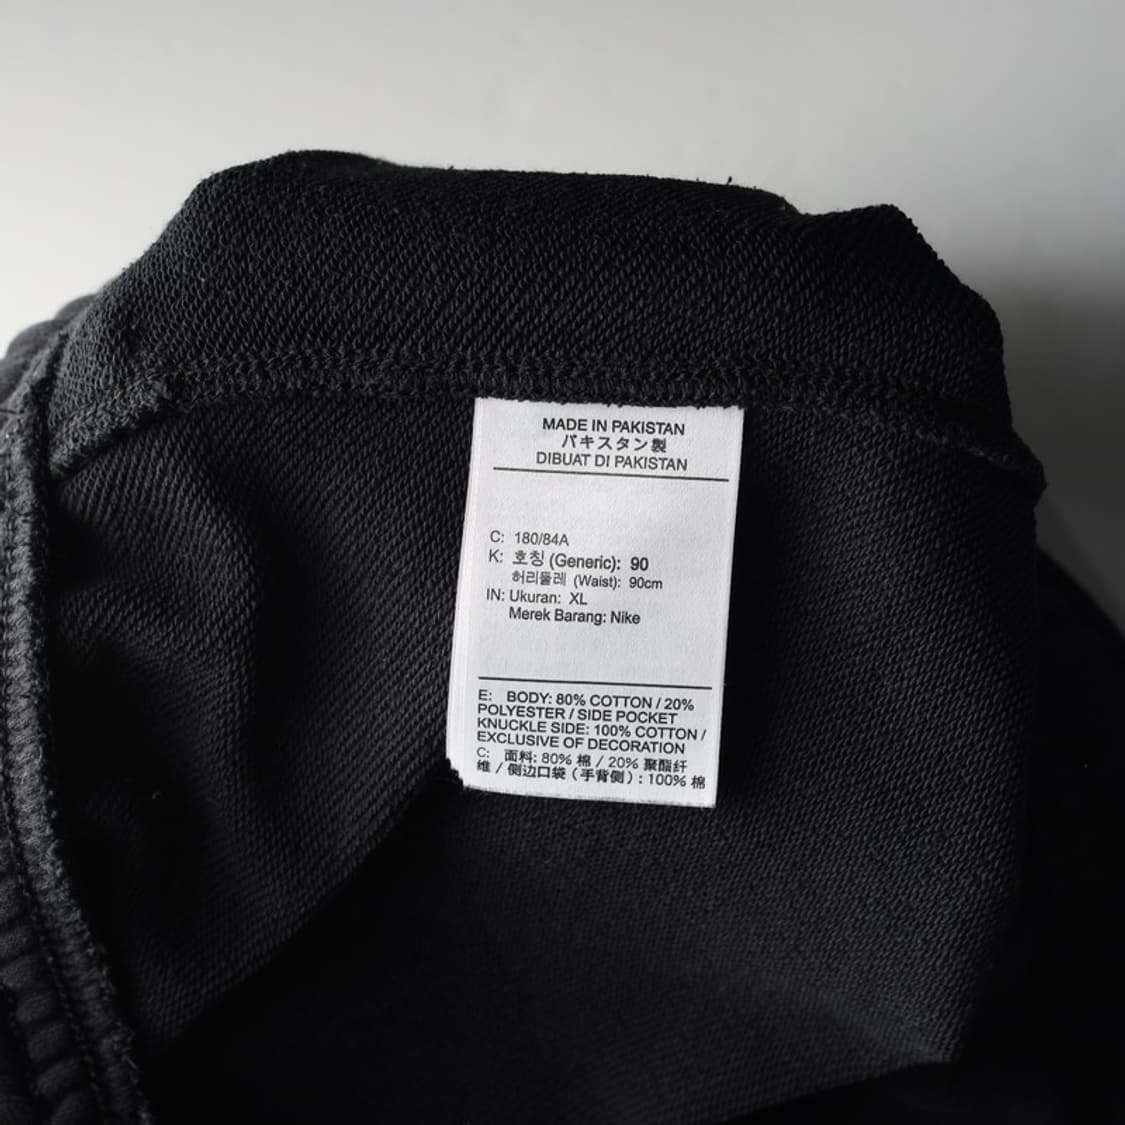 MADE IN PAKISTAN
パキスタン製
DIBUAT DI PAKISTAN
C: 180/84A
K: 호칭 (Generic): 90
허리둘레 (Waist): 90cm
IN: Ukuran: XL
Merek Barang: Nike
E: BODY: 80% COTTON / 20%
POLYESTER / SIDE POCKET
KNUCKLE SIDE: 100% COTTON /
EXCLUSIVE OF DECORATION
C: 面料: 80% 棉 / 20% 聚酯纤
维 / 侧边口袋 ( 手背侧 ) : 100% 棉